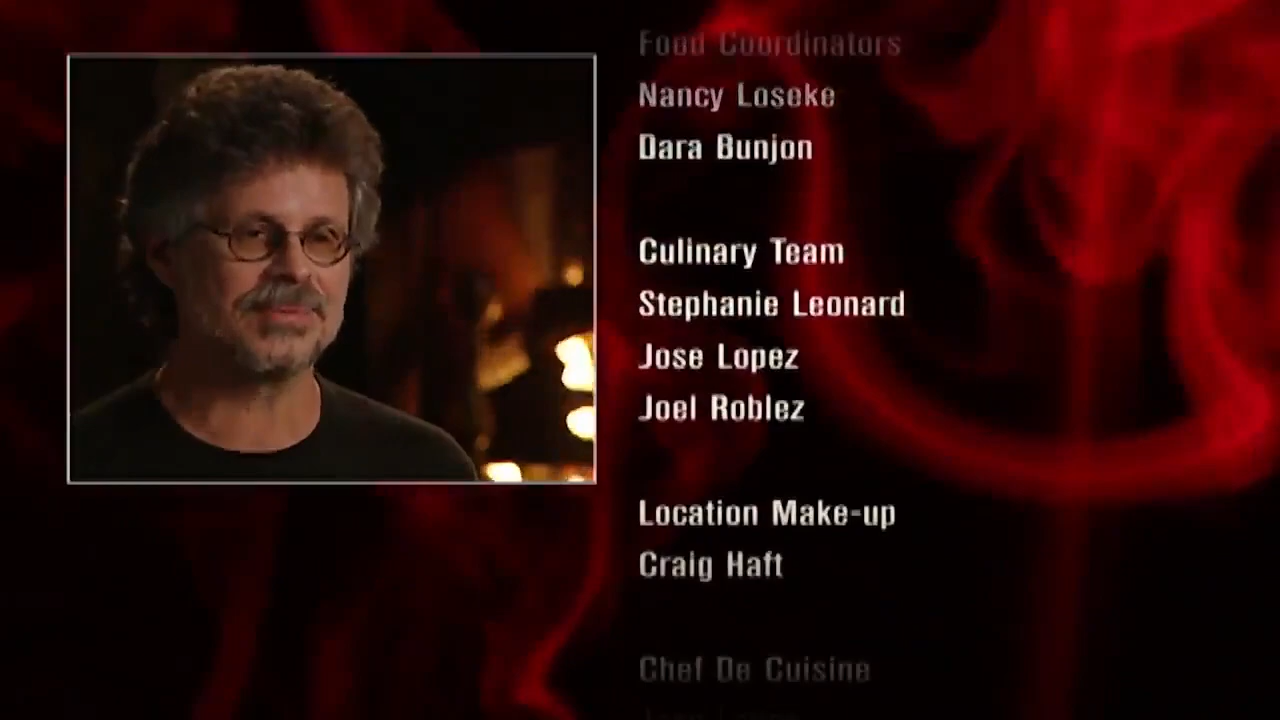 Food Coordinators
Nancy Loseke
Dara Bunjon
Culinary Team
Stephanie Leonard
Jose Lopez
Joel Roblez
Location Make-up
Craig Haft
Chef De Cuisine